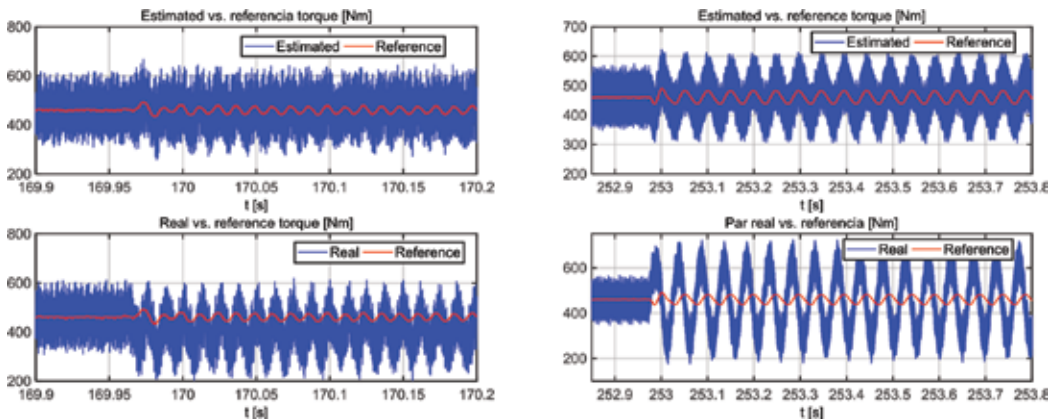 Estimated vs. referencia torque [Nm]
800
600
400
200
Estimated
Reference
169.9 169.95 170 170.05 170.1 170.15 170.2
t [s]
Real vs. reference torque [Nm]
800
600
400
200
Real
Reference
169.9 169.95 170 170.05 170.1 170.15 170.2
t [s]
Estimated vs. reference torque [Nm]
700
600
500
400
300
200
Estimated
Reference
252.9 253 253.1 253.2 253.3 253.4 253.5 253.6 253.7 253.8
t [s]
Par real vs. referencia [Nm]
600
400
200
Real
Reference
252.9 253 253.1 253.2 253.3 253.4 253.5 253.6 253.7 253.8
t [s]